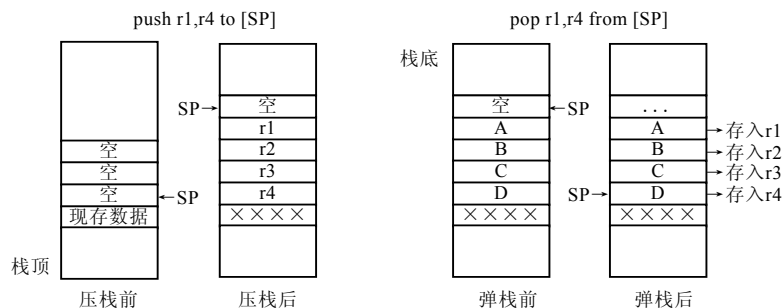 push r1,r4 to [SP]
pop r1,r4 from [SP]
栈底
SP
空
空
SP
...
r1
A
A
存入r1
空
r2
B
B
存入r2
空
r3
C
C
存入r3
空
SP
r4
D
SP
D
存入r4
现存数据
××××
××××
××××
栈顶
压栈前
压栈后
弹栈前
弹栈后